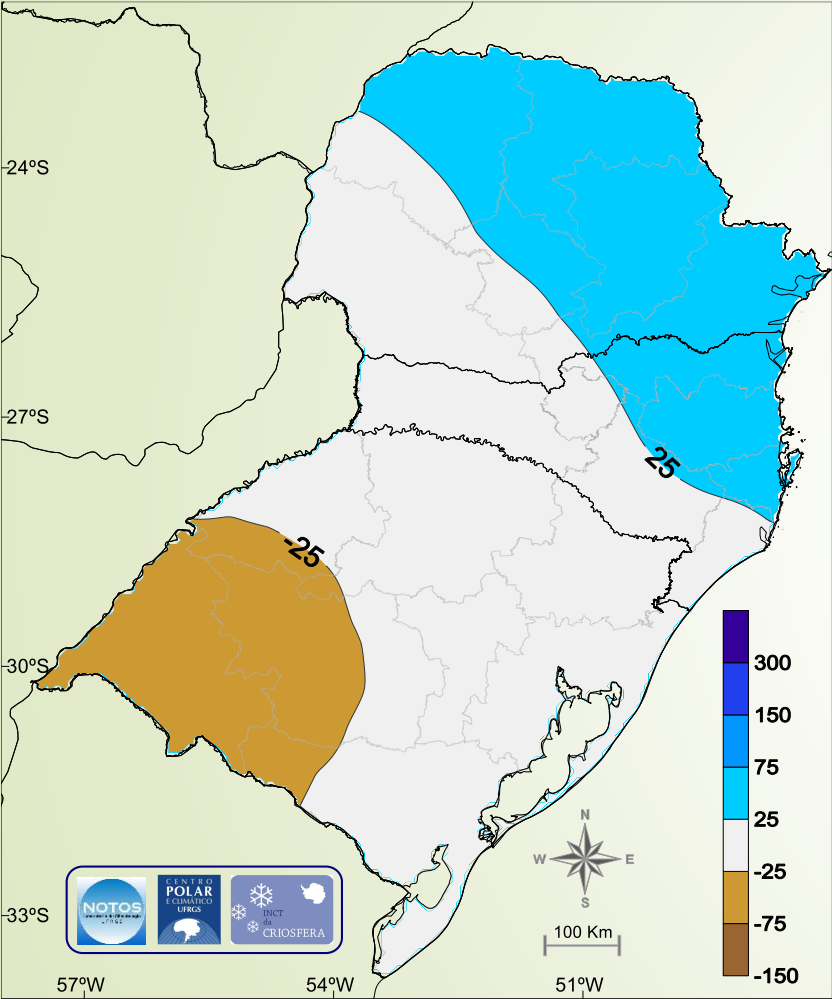 24ºS
27ºS
25
-25
30ºS
300
150
75
25
-25
-75
-150
N
W E
S
100 Km
NOTOS
UFRGS
CENTRO
POLAR
E CLIMÁTICO
UFRGS
INCT
da
CRIOSFERA
33ºS
57ºW
54ºW
51ºW